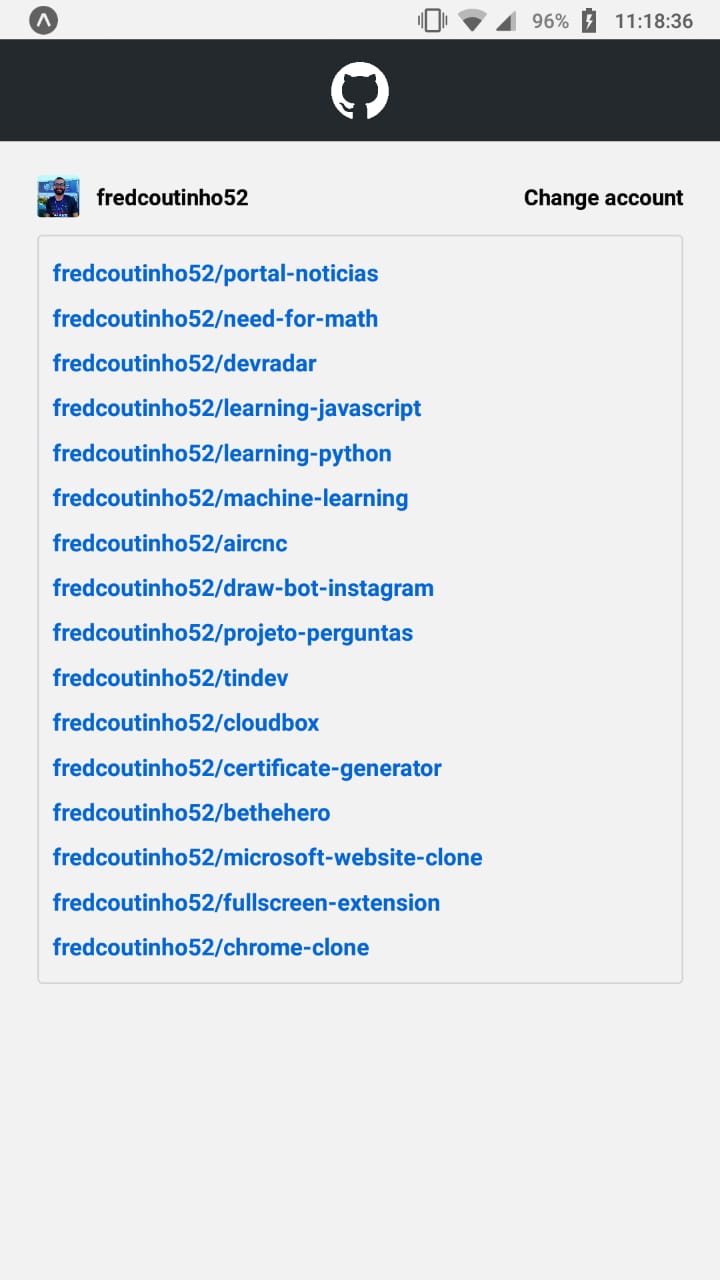 96% 11:18:36
fredcoutinho52 Change account
fredcoutinho52/portal-noticias
fredcoutinho52/need-for-math
fredcoutinho52/devradar
fredcoutinho52/learning-javascript
fredcoutinho52/learning-python
fredcoutinho52/machine-learning
fredcoutinho52/aircnc
fredcoutinho52/draw-bot-instagram
fredcoutinho52/projeto-perguntas
fredcoutinho52/tindev
fredcoutinho52/cloudbox
fredcoutinho52/certificate-generator
fredcoutinho52/bethehero
fredcoutinho52/microsoft-website-clone
fredcoutinho52/fullscreen-extension
fredcoutinho52/chrome-clone